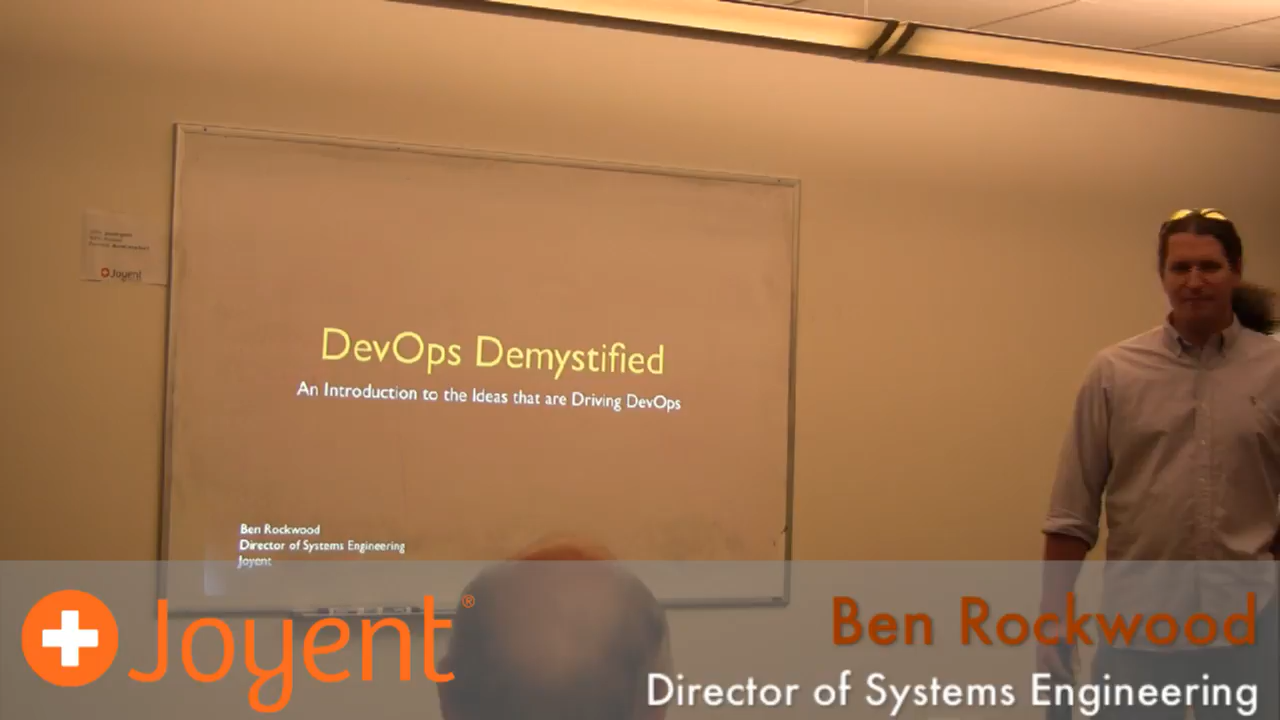 Joyent
DevOps Demystified
An Introduction to the Ideas that are Driving DevOps
Ben Rockwood
Director of Systems Engineering
Joyent
Joyent®
Ben Rockwood
Director of Systems Engineering